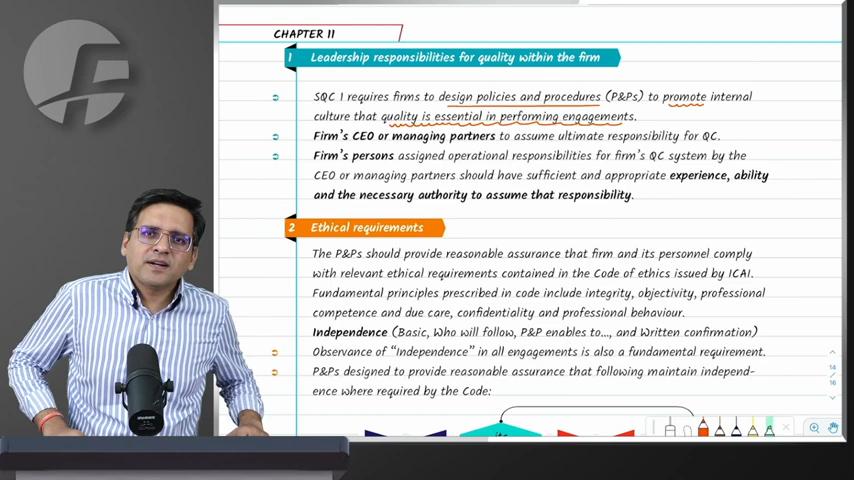 CHAPTER 11
1 Leadership responsibilities for quality within the firm
SQC 1 requires firms to design policies and procedures (P&Ps) to promote internal
culture that quality is essential in performing engagements.
Firm's CEO or managing partners to assume ultimate responsibility for QC.
Firm's persons assigned operational responsibilities for firm's QC system by the
CEO or managing partners should have sufficient and appropriate experience, ability
and the necessary authority to assume that responsibility.
2 Ethical requirements
The P&Ps should provide reasonable assurance that firm and its personnel comply
with relevant ethical requirements contained in the Code of ethics issued by ICAI.
Fundamental principles prescribed in code include integrity, objectivity, professional
competence and due care, confidentiality and professional behaviour.
Independence (Basic, Who will follow, P&P enables to..., and Written confirmation)
Observance of “Independence” in all engagements is also a fundamental requirement.
P&Ps designed to provide reasonable assurance that following maintain independ-
ence where required by the Code:
14
/
16